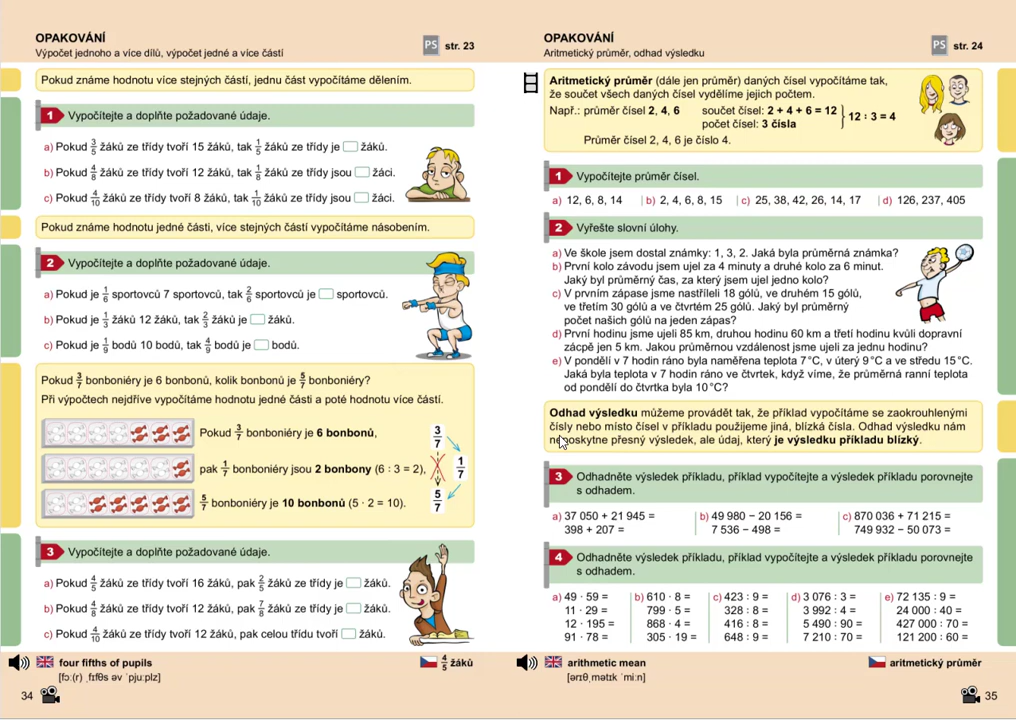 OPAKOVÁNÍ
Výpočet jednoho a více dílů, výpočet jedné a více částí
PS str. 23
Pokud známe hodnotu více stejných částí, jednu část vypočítáme dělením.
1 Vypočítejte a doplňte požadované údaje.
a) Pokud 3/5 žáků ze třídy tvoří 15 žáků, tak 1/5 žáků ze třídy je □ žáků.
b) Pokud 4/8 žáků ze třídy tvoří 12 žáků, tak 1/8 žáků ze třídy jsou □ žáci.
c) Pokud 4/10 žáků ze třídy tvoří 8 žáků, tak 1/10 žáků ze třídy jsou □ žáci.
Pokud známe hodnotu jedné části, více stejných částí vypočítáme násobením.
2 Vypočítejte a doplňte požadované údaje.
a) Pokud je 1/6 sportovců 7 sportovců, tak 2/6 sportovců je □ sportovců.
b) Pokud je 1/3 žáků 12 žáků, tak 2/3 žáků je □ žáků.
c) Pokud je 1/9 bodů 10 bodů, tak 4/9 bodů je □ bodů.
Pokud 3/7 bonboniéry je 6 bonbonů, kolik bonbonů je 5/7 bonboniéry?
Při výpočtech nejdříve vypočítáme hodnotu jedné části a poté hodnotu více částí.
Pokud 3/7 bonboniéry je 6 bonbonů,
3/7
pak 1/7 bonboniéry jsou 2 bonbony (6 : 3 = 2),
1/7
5/7 bonboniéry je 10 bonbonů (5 · 2 = 10).
5/7
3 Vypočítejte a doplňte požadované údaje.
a) Pokud 4/5 žáků ze třídy tvoří 16 žáků, pak 2/5 žáků ze třídy je □ žáků.
b) Pokud 4/8 žáků ze třídy tvoří 12 žáků, pak 7/8 žáků ze třídy je □ žáků.
c) Pokud 4/10 žáků ze třídy tvoří 12 žáků, pak celou třídu tvoří □ žáků.
four fifths of pupils
[fɔː(r) ˌfɪfθs əv ˈpjuːplz]
4/5 žáků
34
OPAKOVÁNÍ
Aritmetický průměr, odhad výsledku
PS str. 24
Aritmetický průměr (dále jen průměr) daných čísel vypočítáme tak,
že součet všech daných čísel vydělíme jejich počtem.
Např.: průměr čísel 2, 4, 6 součet čísel: 2 + 4 + 6 = 12
počet čísel: 3 čísla
12 : 3 = 4
Průměr čísel 2, 4, 6 je číslo 4.
1 Vypočítejte průměr čísel.
a) 12, 6, 8, 14 b) 2, 4, 6, 8, 15 c) 25, 38, 42, 26, 14, 17 d) 126, 237, 405
2 Vyřešte slovní úlohy.
a) Ve škole jsem dostal známky: 1, 3, 2. Jaká byla průměrná známka?
b) První kolo závodu jsem ujel za 4 minuty a druhé kolo za 6 minut.
Jaký byl průměrný čas, za který jsem ujel jedno kolo?
c) V prvním zápase jsme nastříleli 18 gólů, ve druhém 15 gólů,
ve třetím 30 gólů a ve čtvrtém 25 gólů. Jaký byl průměrný
počet našich gólů na jeden zápas?
d) První hodinu jsme ujeli 85 km, druhou hodinu 60 km a třetí hodinu kvůli dopravní
zácpě jen 5 km. Jakou průměrnou vzdálenost jsme ujeli za jednu hodinu?
e) V pondělí v 7 hodin ráno byla naměřena teplota 7 °C, v úterý 9 °C a ve středu 15 °C.
Jaká byla teplota v 7 hodin ráno ve čtvrtek, když víme, že průměrná ranní teplota
od pondělí do čtvrtka byla 10 °C?
Odhad výsledku můžeme provádět tak, že příklad vypočítáme se zaokrouhlenými
čísly nebo místo čísel v příkladu použijeme jiná, blízká čísla. Odhad výsledku nám
neposkytne přesný výsledek, ale údaj, který je výsledku příkladu blízký.
3 Odhadněte výsledek příkladu, příklad vypočítejte a výsledek příkladu porovnejte
s odhadem.
a) 37 050 + 21 945 = b) 49 980 − 20 156 = c) 870 036 + 71 215 =
398 + 207 = 7 536 − 498 = 749 932 − 50 073 =
4 Odhadněte výsledek příkladu, příklad vypočítejte a výsledek příkladu porovnejte
s odhadem.
a) 49 · 59 = b) 610 · 8 = c) 423 : 9 = d) 3 076 : 3 = e) 72 135 : 9 =
11 · 29 = 799 · 5 = 328 : 8 = 3 992 : 4 = 24 000 : 40 =
12 · 195 = 868 · 4 = 416 : 8 = 5 490 : 90 = 427 000 : 70 =
91 · 78 = 305 · 19 = 648 : 9 = 7 210 : 70 = 121 200 : 60 =
arithmetic mean
[ərɪθˌmətɪk ˈmiːn]
aritmetický průměr
35